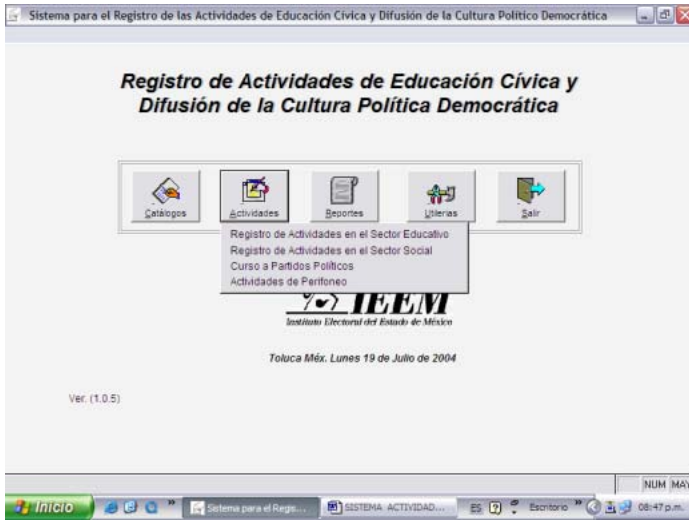 Sistema para el Registro de las Actividades de Educación Cívica y Difusión de la Cultura Político Democrática
Registro de Actividades de Educación Cívica y
Difusión de la Cultura Política Democrática
Catálogos
Actividades
Reportes
Utilerias
Salir
Registro de Actividades en el Sector Educativo
Registro de Actividades en el Sector Social
Curso a Partidos Políticos
Actividades de Perifoneo
IEEM
Instituto Electoral del Estado de México
Toluca Méx. Lunes 19 de Julio de 2004
Ver. (1.0.5)
NUM MAY
Inicio
Sistema para el Regis...
SISTEMA ACTIVIDAD...
ES
Escritorio
08:47 p.m.